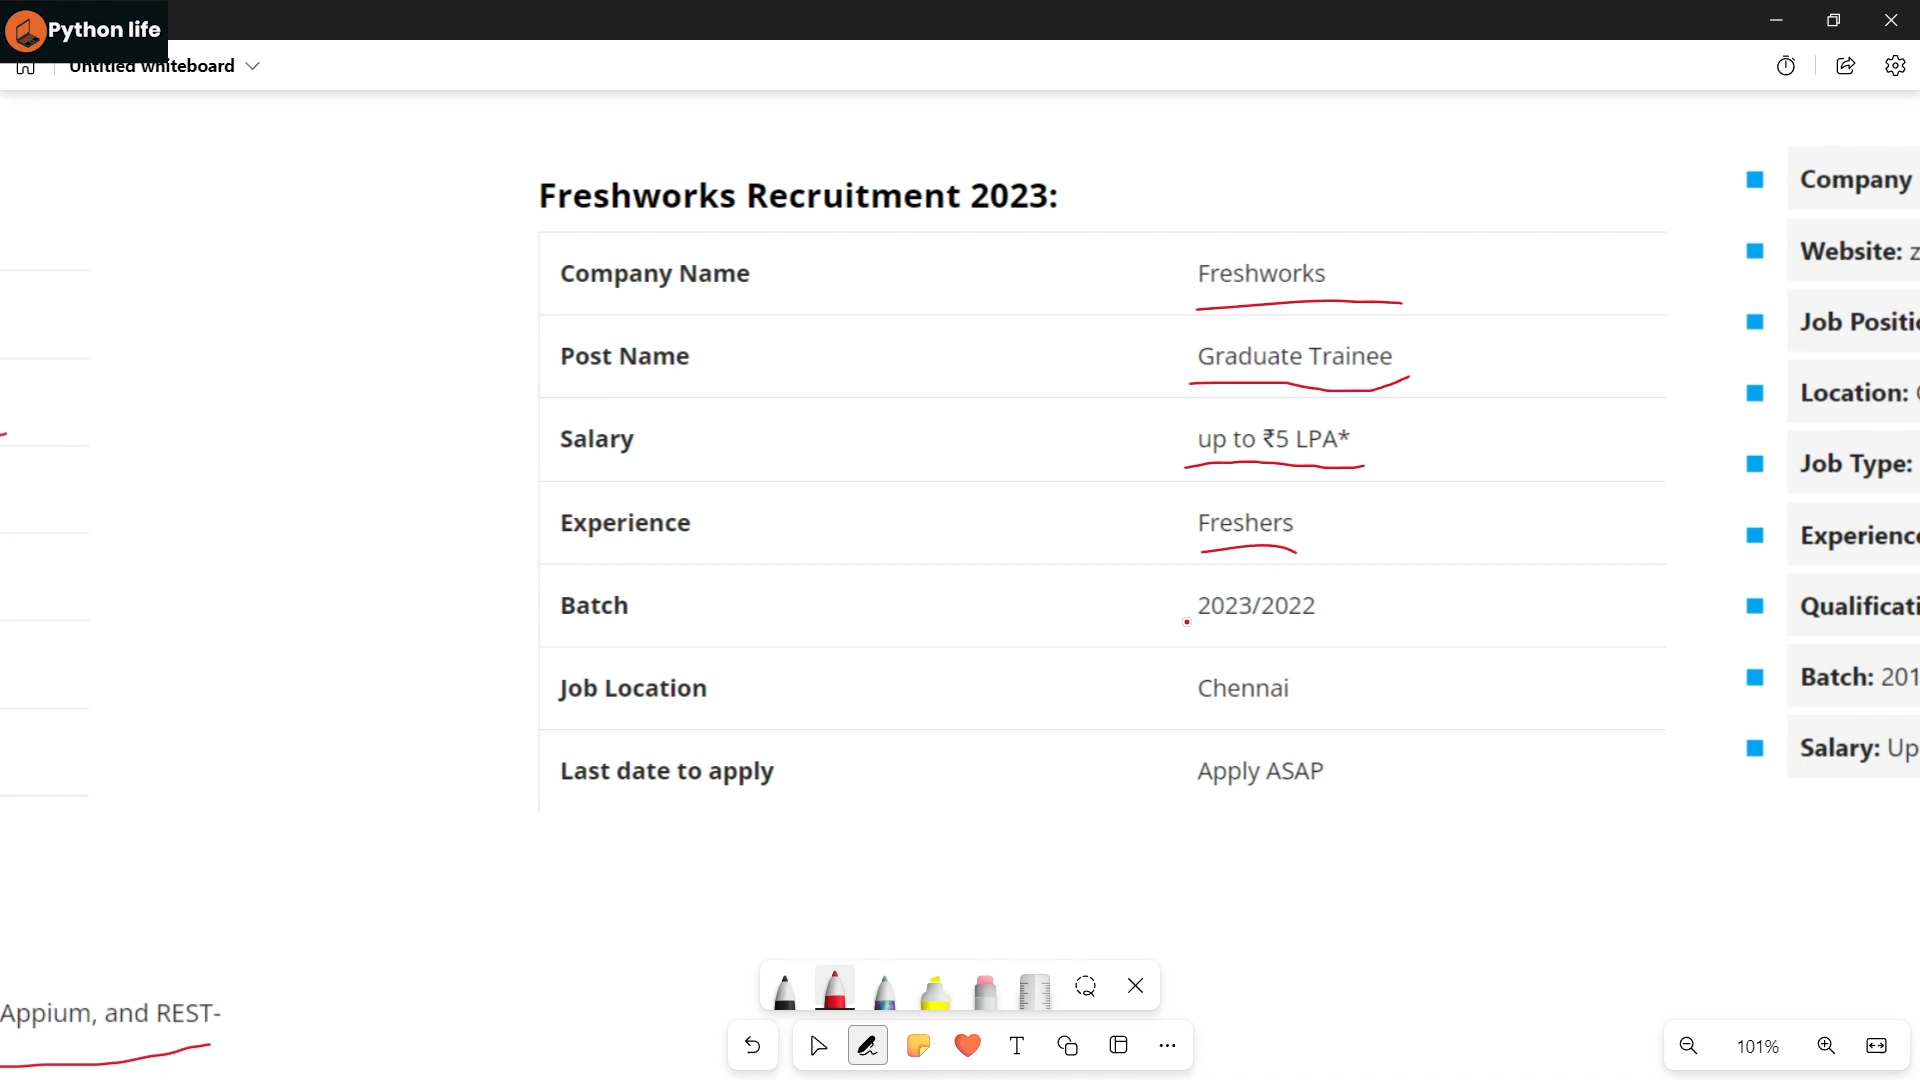 Python life
Untitled whiteboard
Freshworks Recruitment 2023:
Company Name Freshworks
Post Name Graduate Trainee
Salary up to ₹5 LPA*
Experience Freshers
Batch 2023/2022
Job Location Chennai
Last date to apply Apply ASAP
Company
Website: z
Job Positi
Location:
Job Type:
Experience
Qualificati
Batch: 201
Salary: Up
Appium, and REST-
101%